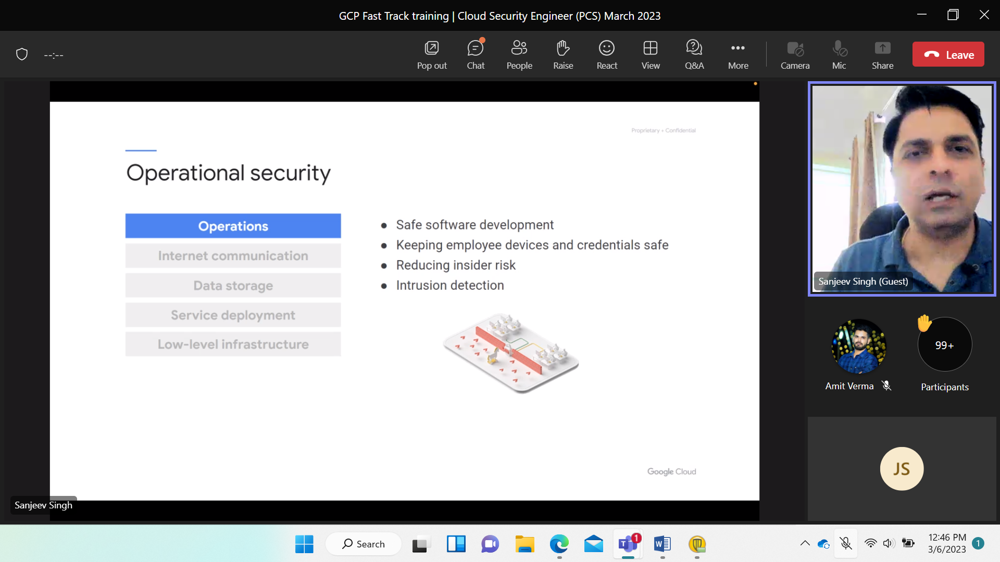 GCP Fast Track training | Cloud Security Engineer (PCS) March 2023
--:--
Pop out
Chat
People
Raise
React
View
Q&A
More
Camera
Mic
Share
Leave
Proprietary + Confidential
Operational security
Operations
Internet communication
Data storage
Service deployment
Low-level infrastructure
● Safe software development
● Keeping employee devices and credentials safe
● Reducing insider risk
● Intrusion detection
Google Cloud
Sanjeev Singh
Sanjeev Singh (Guest)
Amit Verma
99+
Participants
JS
Search
1
12:46 PM
3/6/2023
1